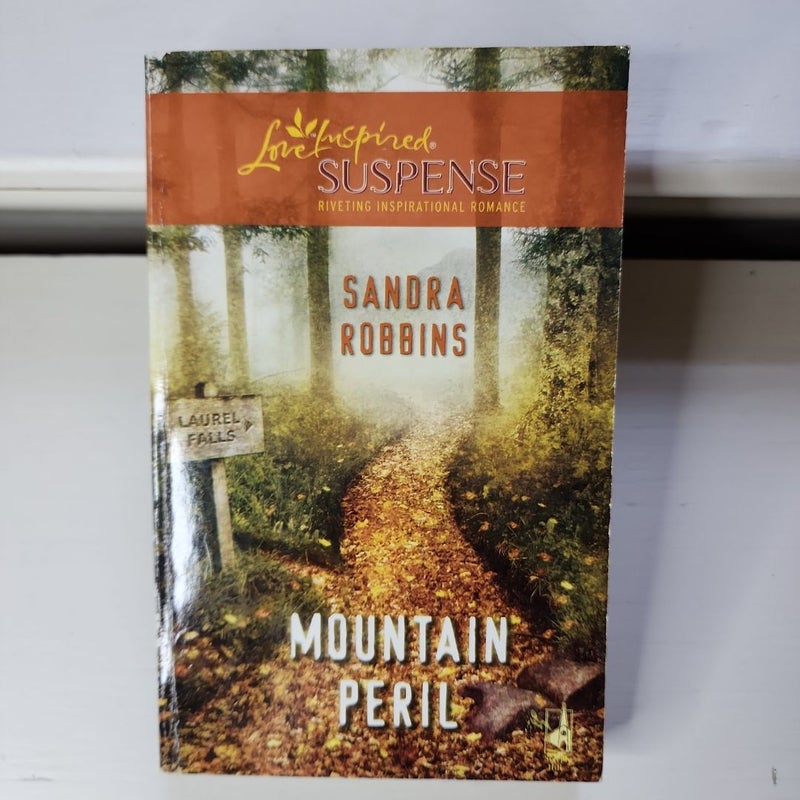 Love Inspired®
SUSPENSE
RIVETING INSPIRATIONAL ROMANCE
SANDRA
ROBBINS
LAUREL
FALLS
MOUNTAIN
PERIL